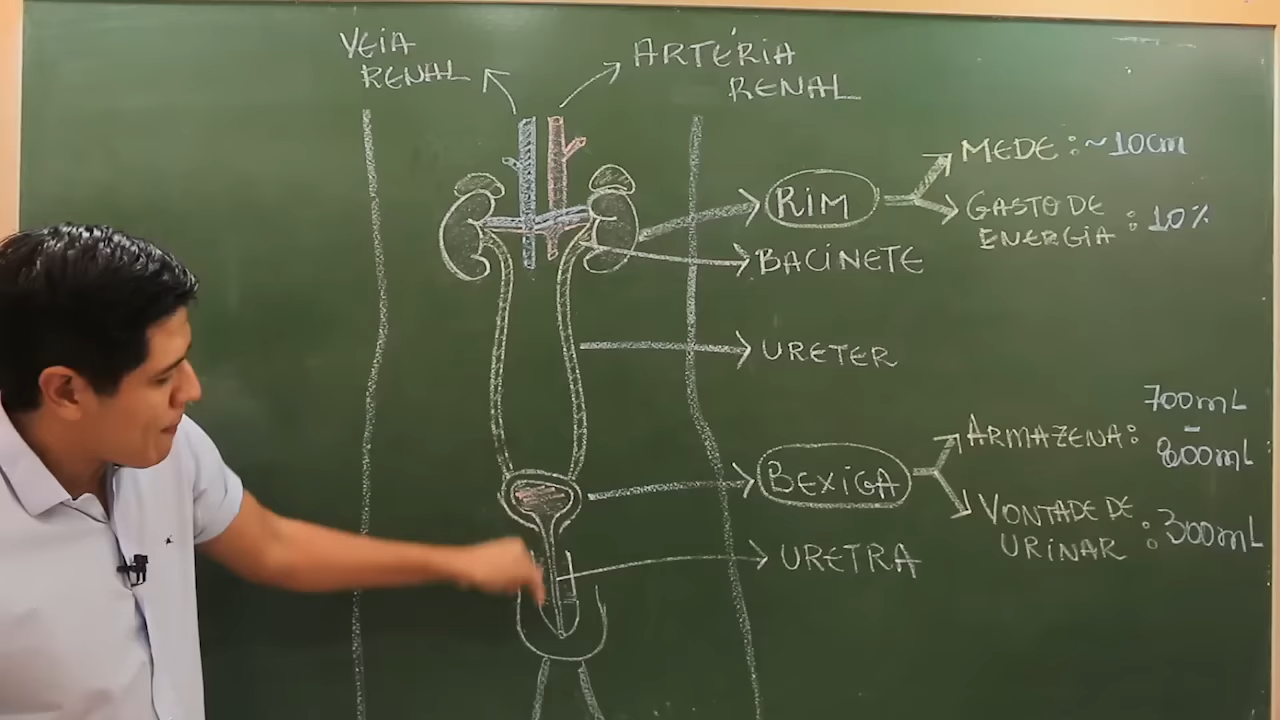 VEIA
RENAL
ARTÉRIA
RENAL
RIM
MEDE: ~10cm
GASTO DE
ENERGIA : 10%
BACINETE
URETER
BEXIGA
ARMAZENA: 700mL
-
800mL
VONTADE DE
URINAR : 300mL
URETRA